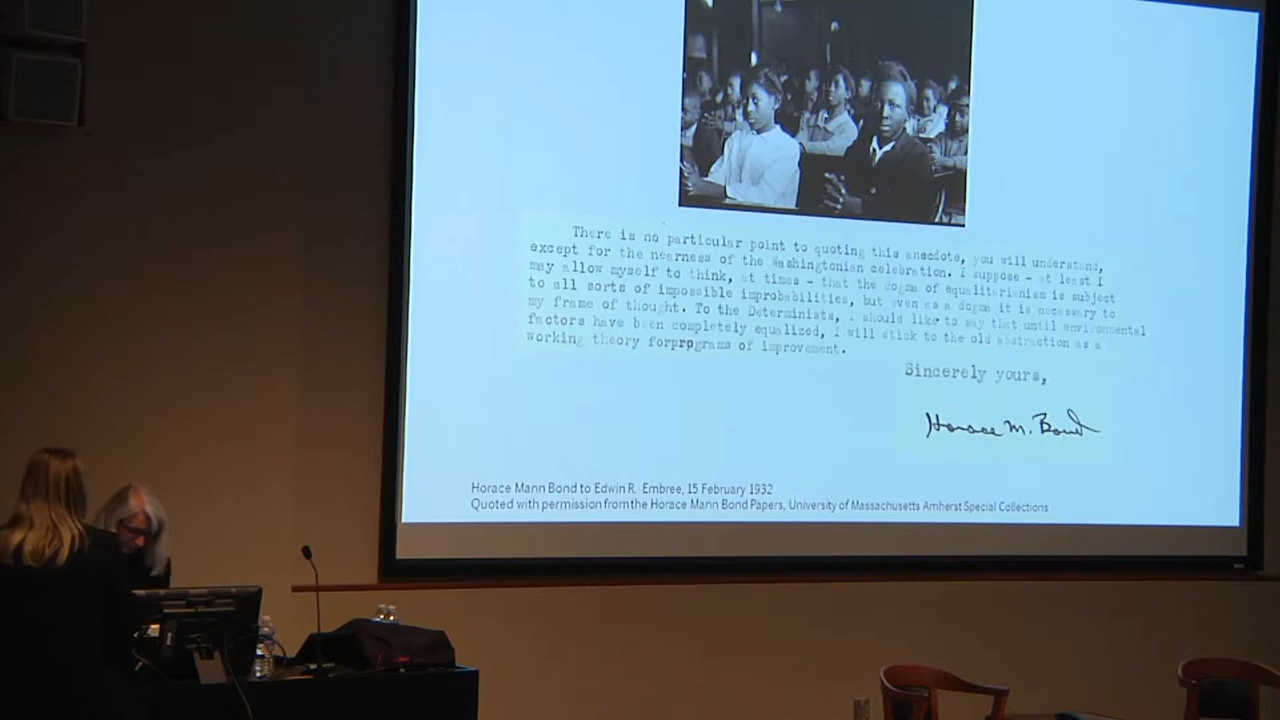 There is no particular point to quoting this anecdote, you will understand,
except for the nearness of the Washingtonian celebration. I suppose - at least I
may allow myself to think, at times - that the dogma of equalitarianism is subject
to all sorts of impossible improbabilities, but even as a dogma it is necessary to
my frame of thought. To the Determinists, I should like to say that until environmental
factors have been completely equalized, I will stick to the old abstraction as a
working theory forprograms of improvement.
Sincerely yours,
Horace M. Bond
Horace Mann Bond to Edwin R. Embree, 15 February 1932
Quoted with permission from the Horace Mann Bond Papers, University of Massachusetts Amherst Special Collections